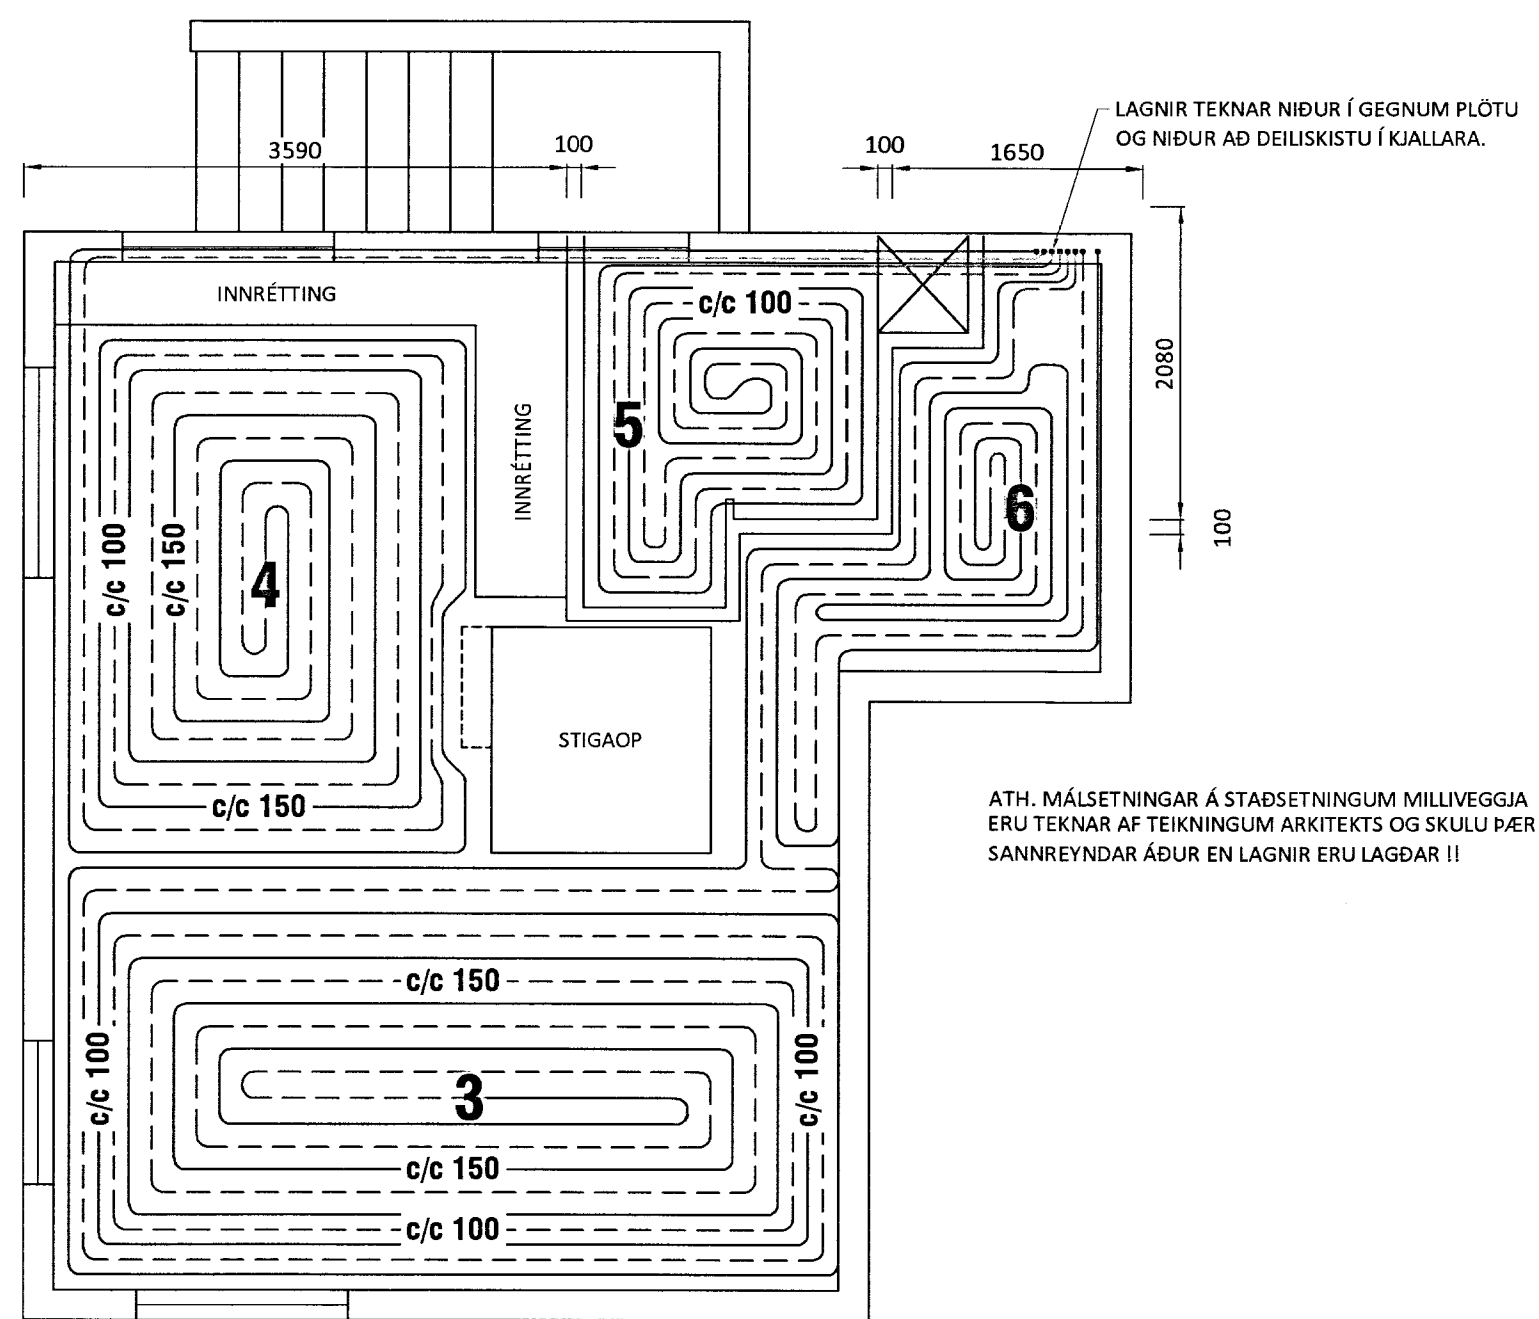 LAGNIR TEKNAR NIÐUR Í GEGNUM PLÖTU
OG NIÐUR AÐ DEILISKISTU Í KJALLARA.
3590
100
100
1650
2080
100
INNRÉTTING
INNRÉTTING
c/c 100
5
6
c/c 100
c/c 150
4
c/c 150
STIGAOP
ATH. MÁLSETNINGAR Á STAÐSETNINGUM MILLIVEGGJA
ERU TEKNAR AF TEIKNINGUM ARKITEKTS OG SKULU ÞÆR
SANNREYNDAR ÁÐUR EN LAGNIR ERU LAGÐAR !!
c/c 150
c/c 100
3
c/c 100
c/c 150
c/c 100